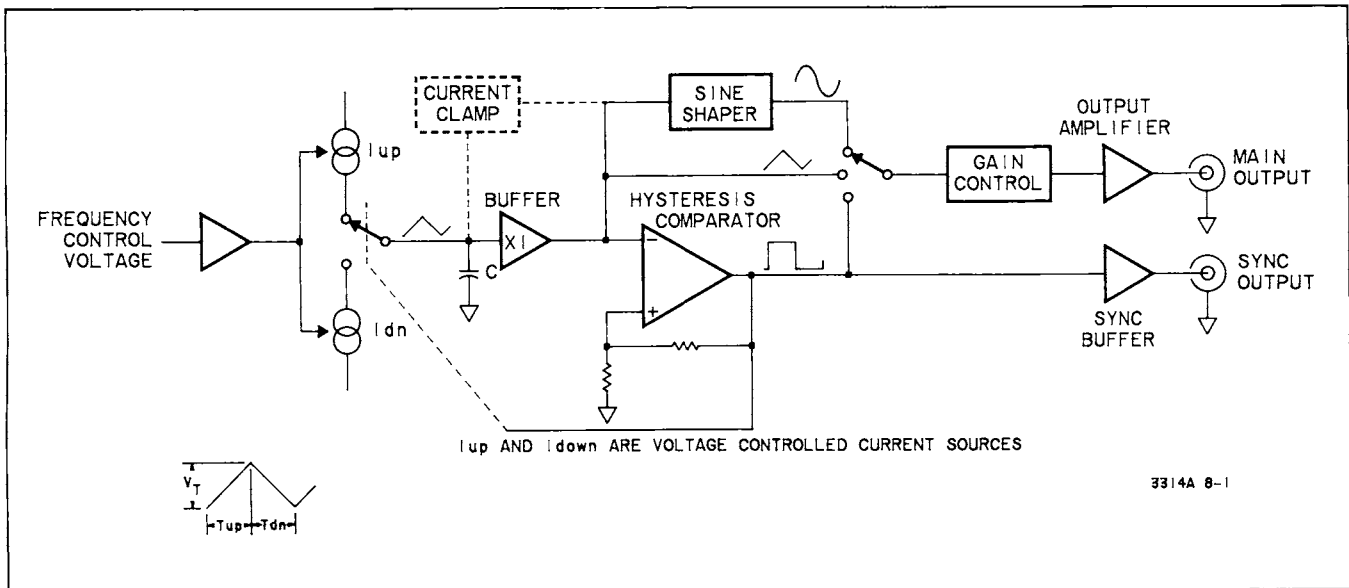 CURRENT
CLAMP
SINE
SHAPER
OUTPUT
AMPLIFIER
Iup
GAIN
CONTROL
MAIN
OUTPUT
BUFFER
HYSTERESIS
COMPARATOR
FREQUENCY
CONTROL
VOLTAGE
X1
−
C
+
SYNC
OUTPUT
Idn
SYNC
BUFFER
Iup AND Idown ARE VOLTAGE CONTROLLED CURRENT SOURCES
VT
Tup Tdn
3314A 8-1